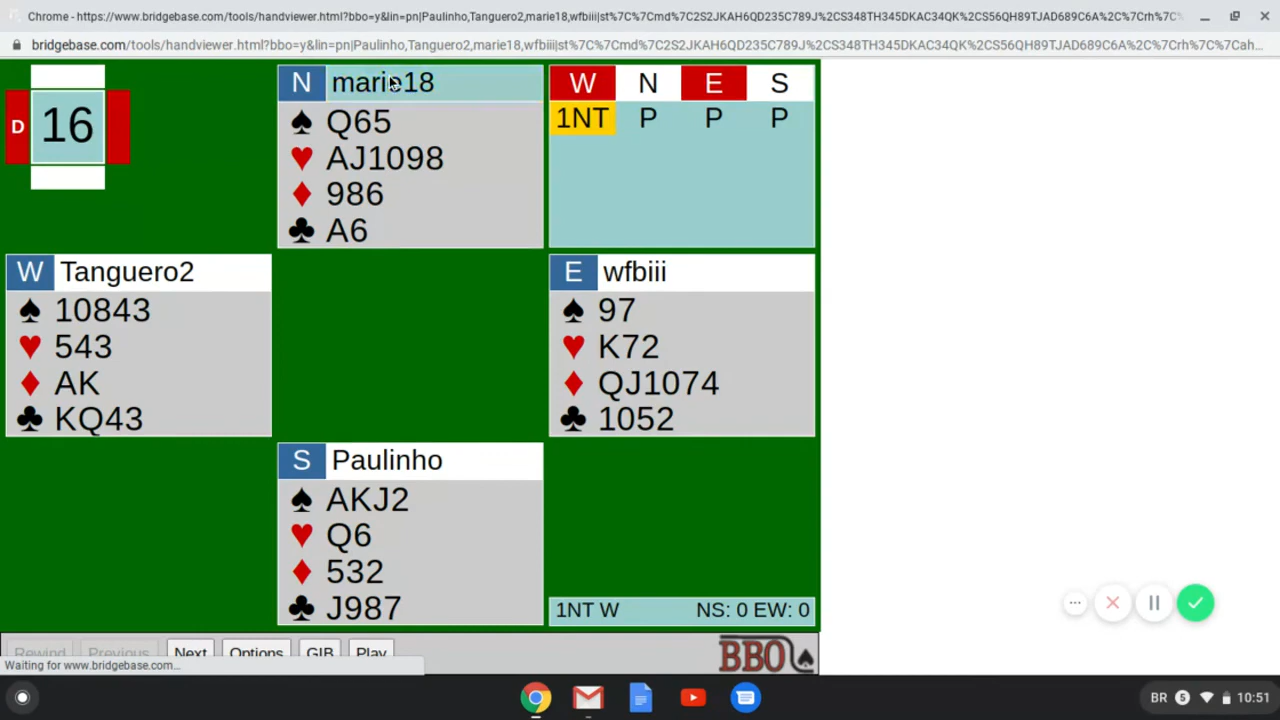 Chrome - https://www.bridgebase.com/tools/handviewer.html?bbo=y&lin=pn|Paulinho,Tanguero2,marie18,wfbiii|st%7C%7Cmd%7C2S2JKAH6QD235C789J%2CS348TH345DKAC34QK%2CS56QH89TJAD689C6A%2C%7Crh%7C%
bridgebase.com/tools/handviewer.html?bbo=y&lin=pn|Paulinho,Tanguero2,marie18,wfbiii|st%7C%7Cmd%7C2S2JKAH6QD235C789J%2CS348TH345DKAC34QK%2CS56QH89TJAD689C6A%2C%7Crh%7C%7Cah...
D 16
N marie18
♠ Q65
♥ AJ1098
♦ 986
♣ A6
W N E S
1NT P P P
W Tanguero2
♠ 10843
♥ 543
♦ AK
♣ KQ43
E wfbiii
♠ 97
♥ K72
♦ QJ1074
♣ 1052
S Paulinho
♠ AKJ2
♥ Q6
♦ 532
♣ J987
1NT W NS: 0 EW: 0
Rewind Previous Next Options GIB Play
BBO
Waiting for www.bridgebase.com...
BR 5 10:51